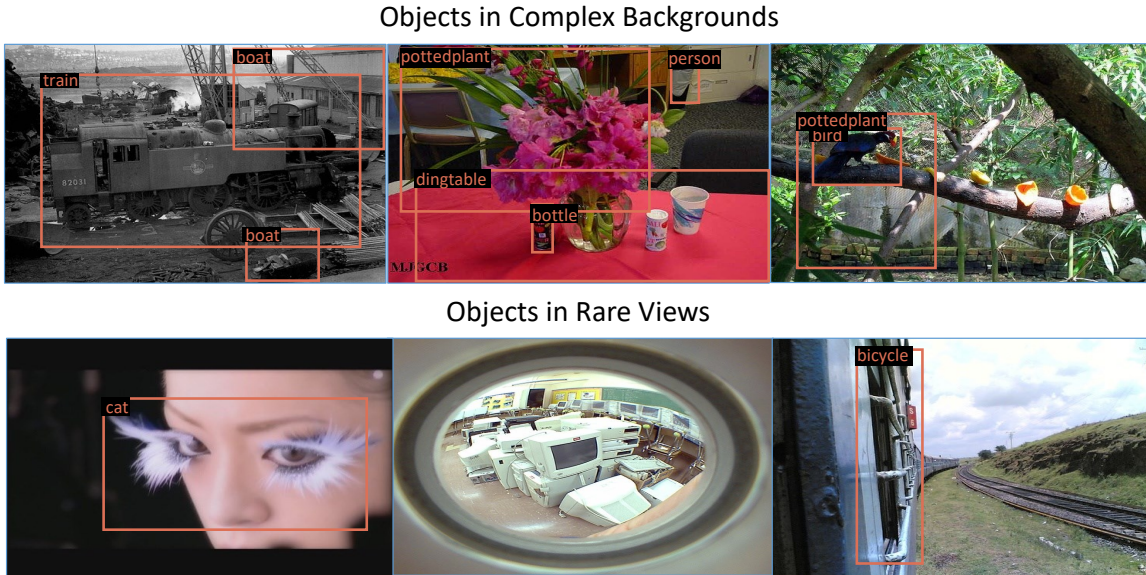 Objects in Complex Backgrounds
boat
train
82031
boat
pottedplant
person
dingtable
bottle
MJGCB
pottedplant
bird
Objects in Rare Views
cat
bicycle